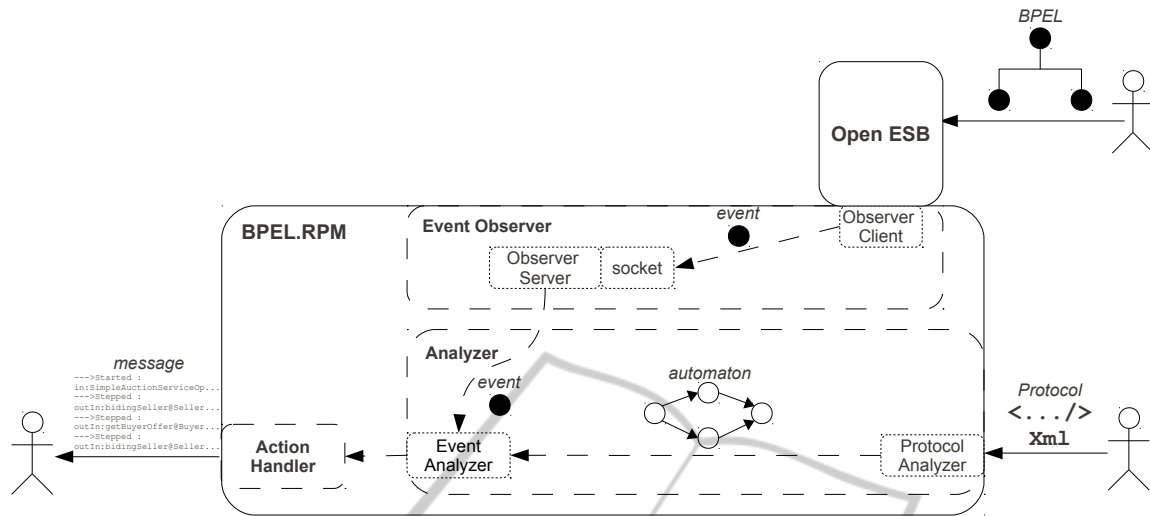 BPEL
Open ESB
BPEL.RPM
Event Observer
event
Observer
Client
Observer
Server
socket
Analyzer
event
automaton
message
--->Started :
in:SimpleAuctionServiceOp...
--->Stepped :
outIn:bidingSeller@Seller...
--->Stepped :
outIn:getBuyerOffer@Buyer...
--->Stepped :
outIn:bidingSeller@Seller...
Protocol
<.../>
Xml
Action
Handler
Event
Analyzer
Protocol
Analyzer